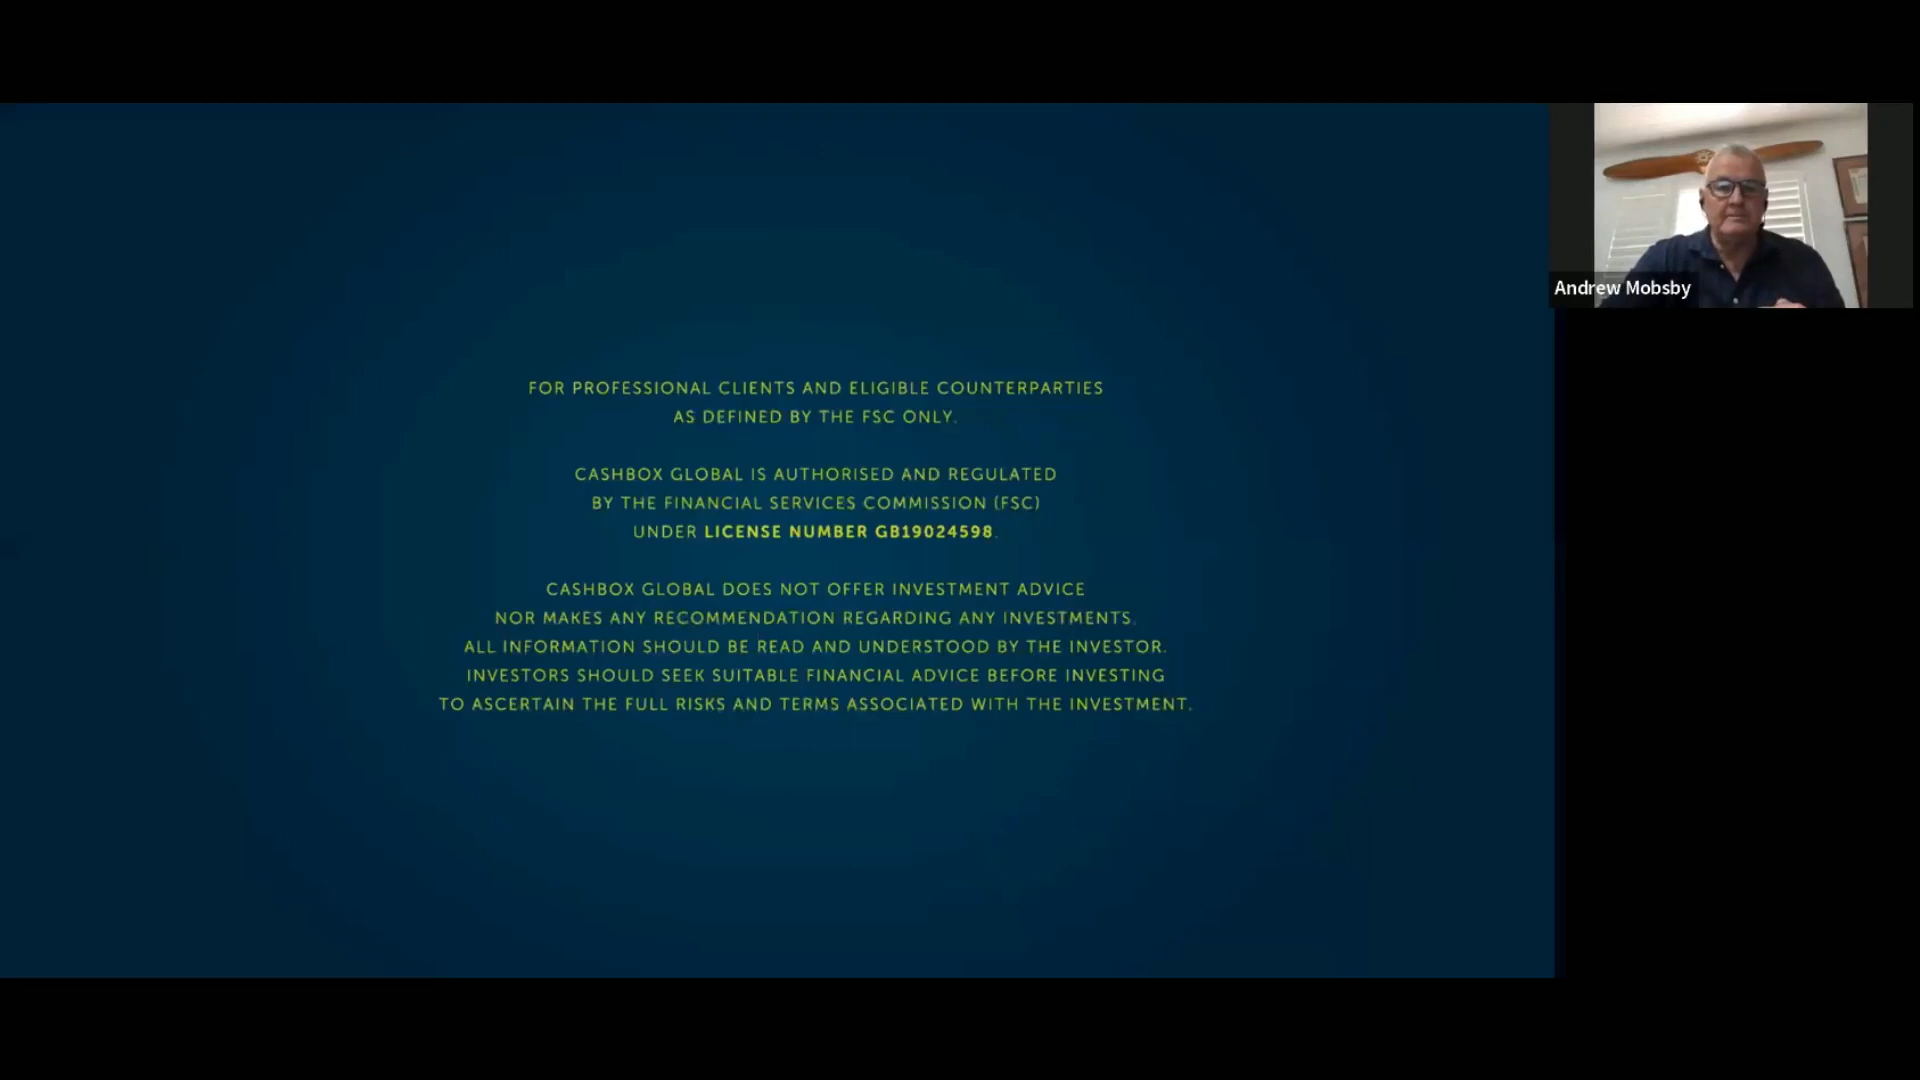 FOR PROFESSIONAL CLIENTS AND ELIGIBLE COUNTERPARTIES
AS DEFINED BY THE FSC ONLY.
CASHBOX GLOBAL IS AUTHORISED AND REGULATED
BY THE FINANCIAL SERVICES COMMISSION (FSC)
UNDER LICENSE NUMBER GB19024598.
CASHBOX GLOBAL DOES NOT OFFER INVESTMENT ADVICE
NOR MAKES ANY RECOMMENDATION REGARDING ANY INVESTMENTS.
ALL INFORMATION SHOULD BE READ AND UNDERSTOOD BY THE INVESTOR.
INVESTORS SHOULD SEEK SUITABLE FINANCIAL ADVICE BEFORE INVESTING
TO ASCERTAIN THE FULL RISKS AND TERMS ASSOCIATED WITH THE INVESTMENT.
Andrew Mobsby